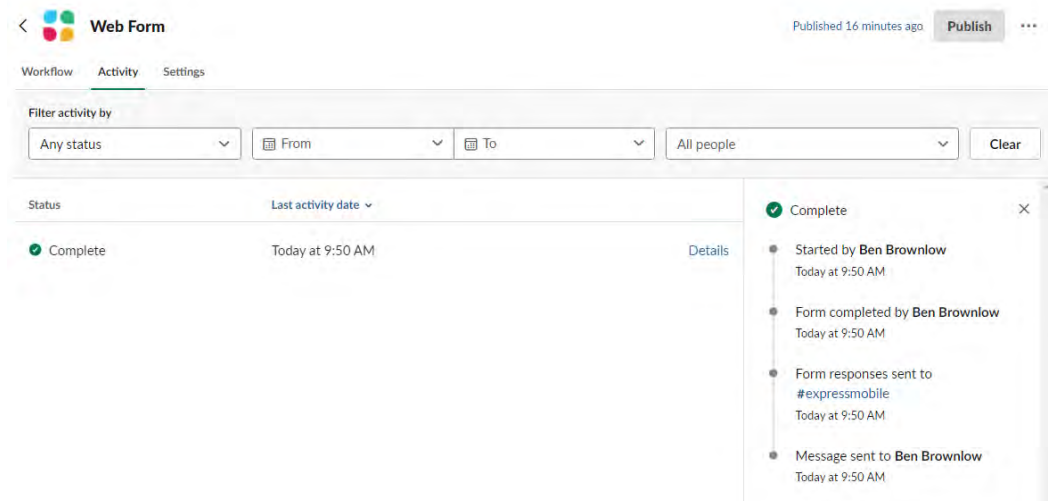 Web Form
Published 16 minutes ago
Publish
Workflow
Activity
Settings
Filter activity by
Any status
From
To
All people
Clear
Status
Last activity date
Complete
Today at 9:50 AM
Details
Complete
Started by Ben Brownlow
Today at 9:50 AM
Form completed by Ben Brownlow
Today at 9:50 AM
Form responses sent to
#expressmobile
Today at 9:50 AM
Message sent to Ben Brownlow
Today at 9:50 AM